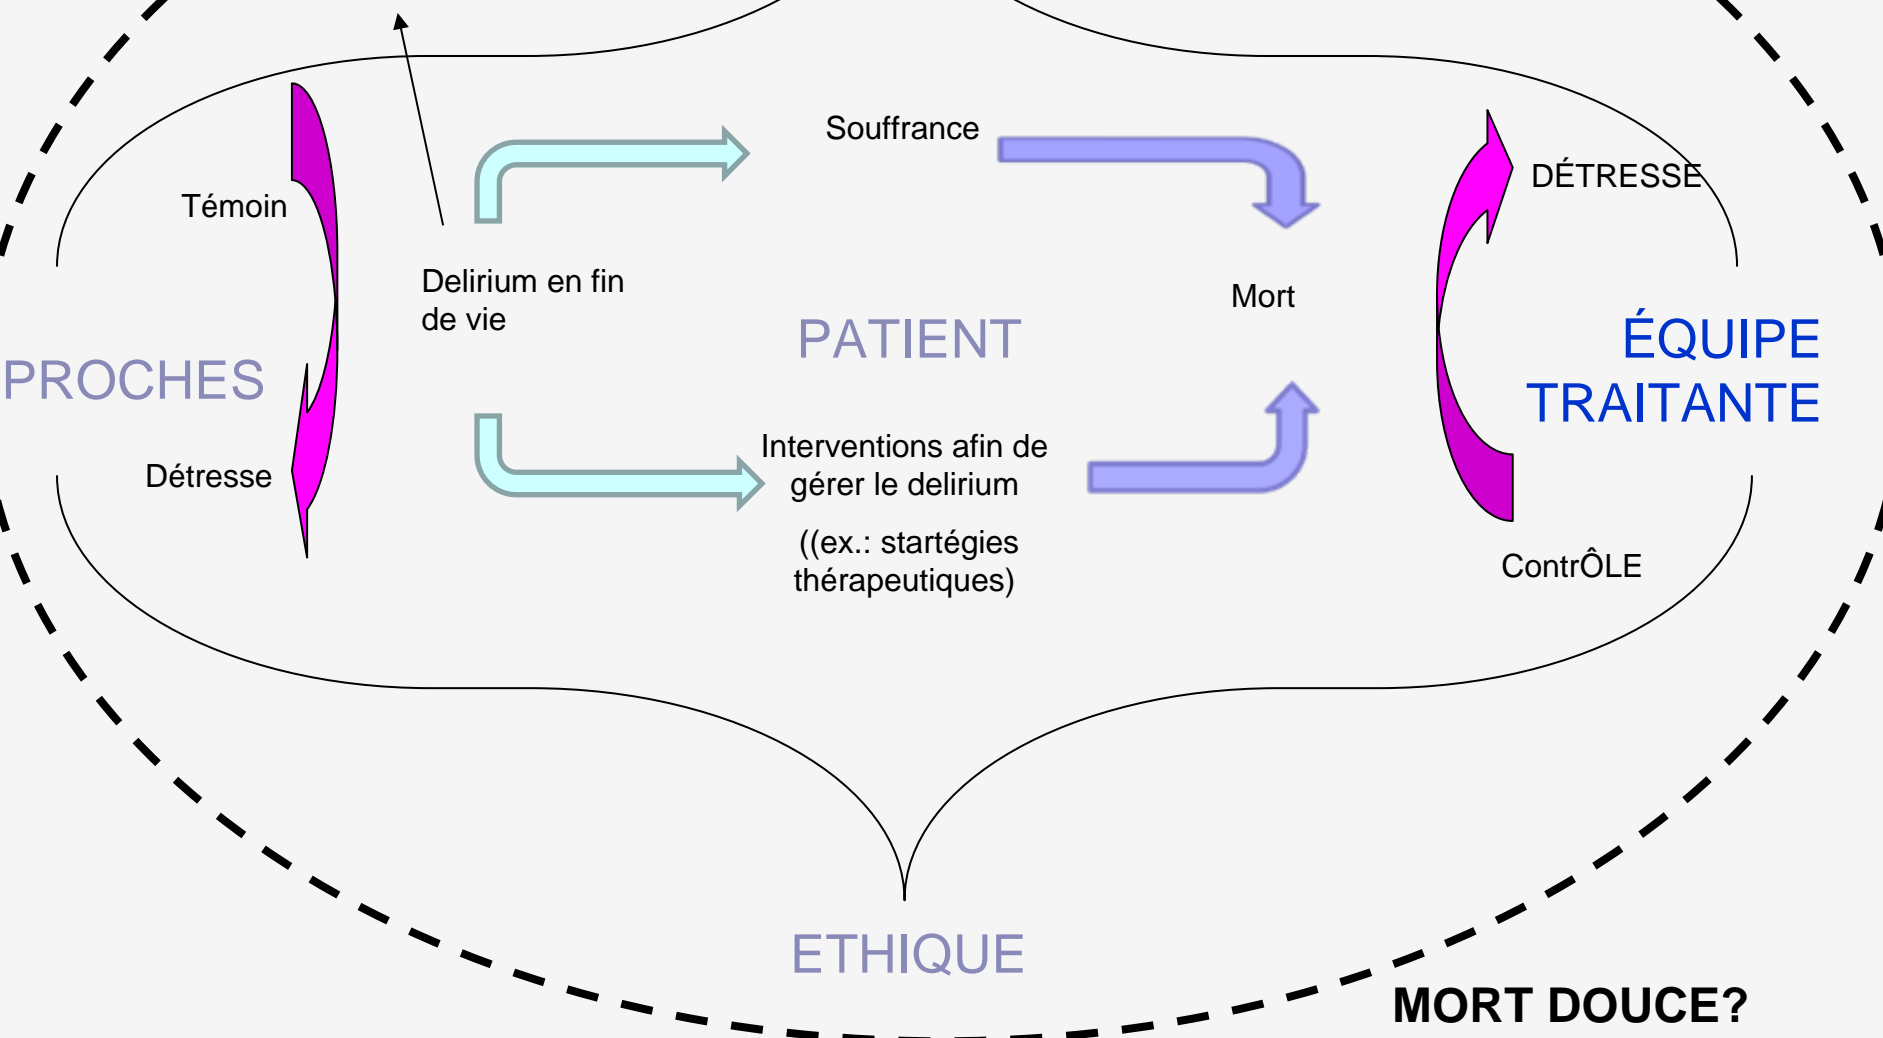 Souffrance
DÉTRESSE
Témoin
Delirium en fin
de vie
Mort
PATIENT
ÉQUIPE
TRAITANTE
PROCHES
Interventions afin de
gérer le delirium
((ex.: startégies
thérapeutiques)
Détresse
ContrÔLE
ETHIQUE
MORT DOUCE?